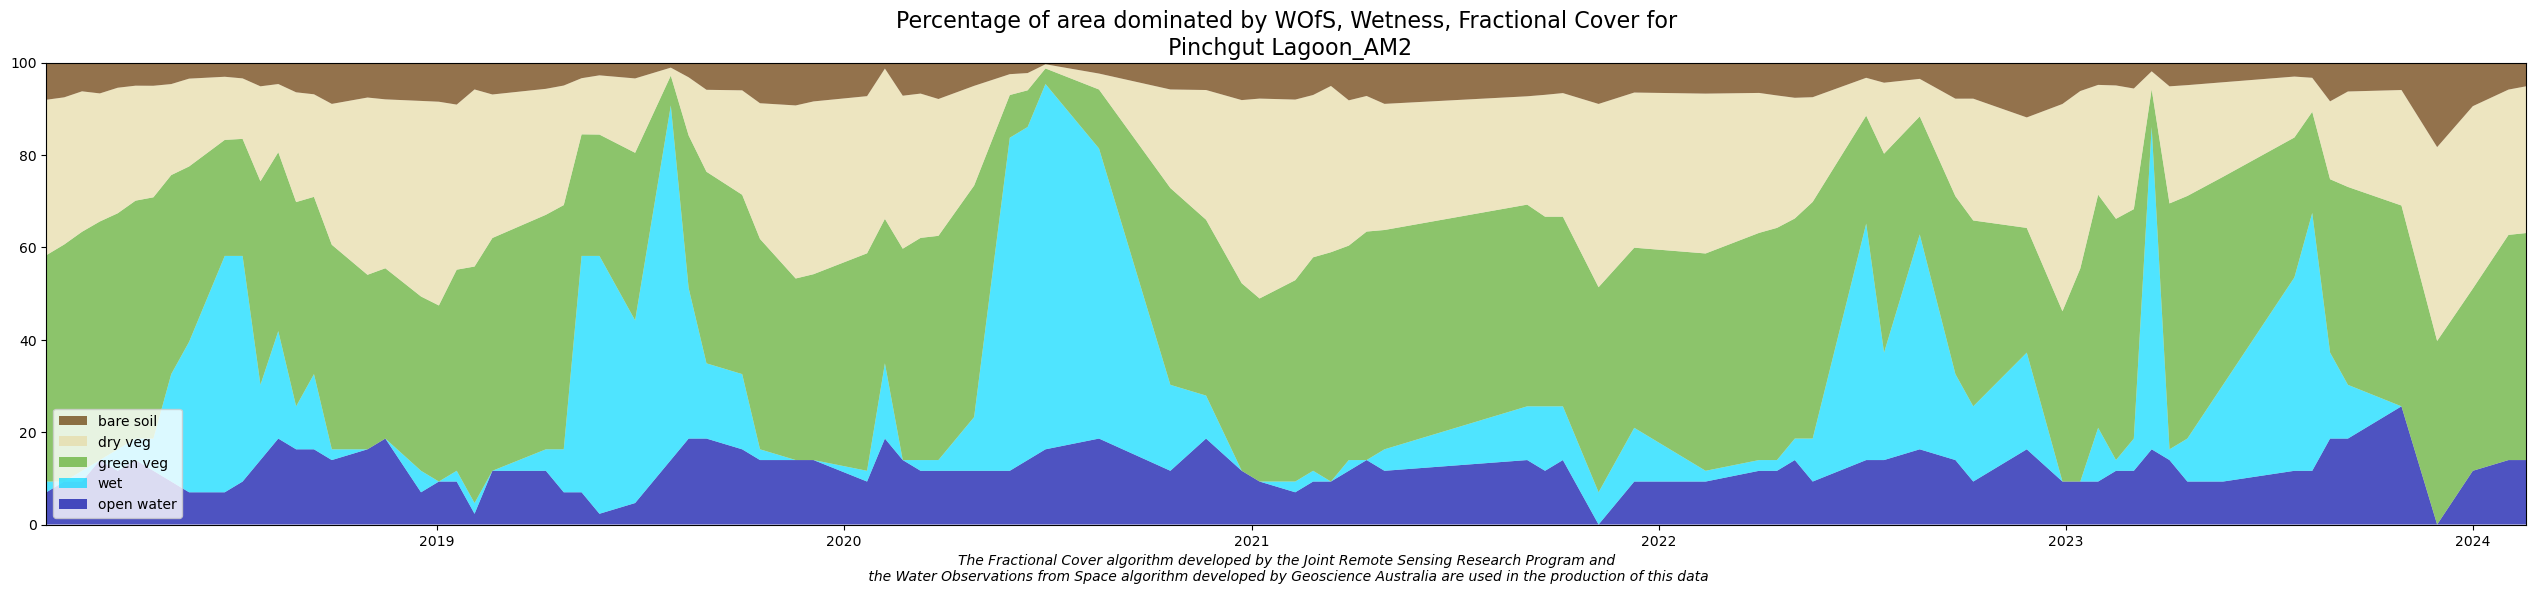 Percentage of area dominated by WOfS, Wetness, Fractional Cover for
Pinchgut Lagoon_AM2
100
80
60
40
20
0
bare soil
dry veg
green veg
wet
open water
2019 2020 2021 2022 2023 2024
The Fractional Cover algorithm developed by the Joint Remote Sensing Research Program and
the Water Observations from Space algorithm developed by Geoscience Australia are used in the production of this data